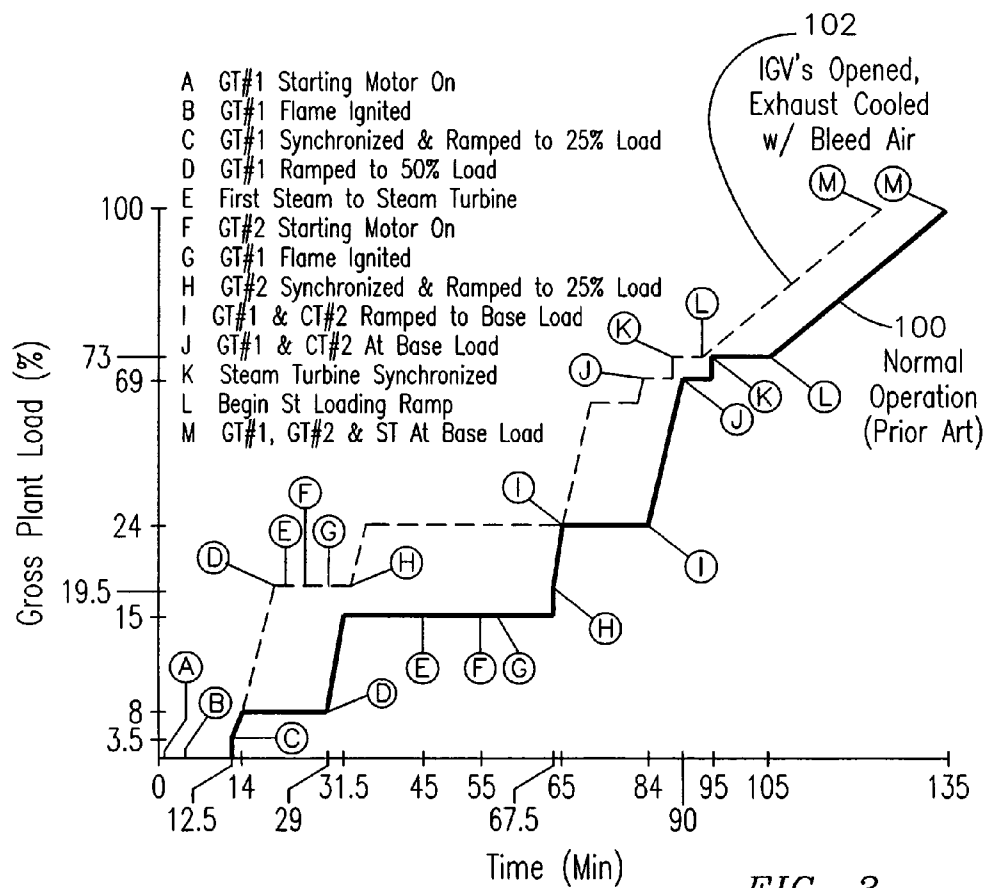 102
IGV's Opened,
Exhaust Cooled
w/ Bleed Air
A GT#1 Starting Motor On
B GT#1 Flame Ignited
C GT#1 Synchronized & Ramped to 25% Load
D GT#1 Ramped to 50% Load
E First Steam to Steam Turbine
F GT#2 Starting Motor On
G GT#1 Flame Ignited
H GT#2 Synchronized & Ramped to 25% Load
I GT#1 & CT#2 Ramped to Base Load
J GT#1 & CT#2 At Base Load
K Steam Turbine Synchronized
L Begin St Loading Ramp
M GT#1, GT#2 & ST At Base Load
M M
L
K
J
100
Normal
Operation
(Prior Art)
K L
J
I
F
E G
D H
I
H
E F G
D
A
B
C
Gross Plant Load (%)
100
73
69
24
19.5
15
8
3.5
0 14 31.5 45 55 65 84 95 105 135
12.5 29 67.5 90
Time (Min)